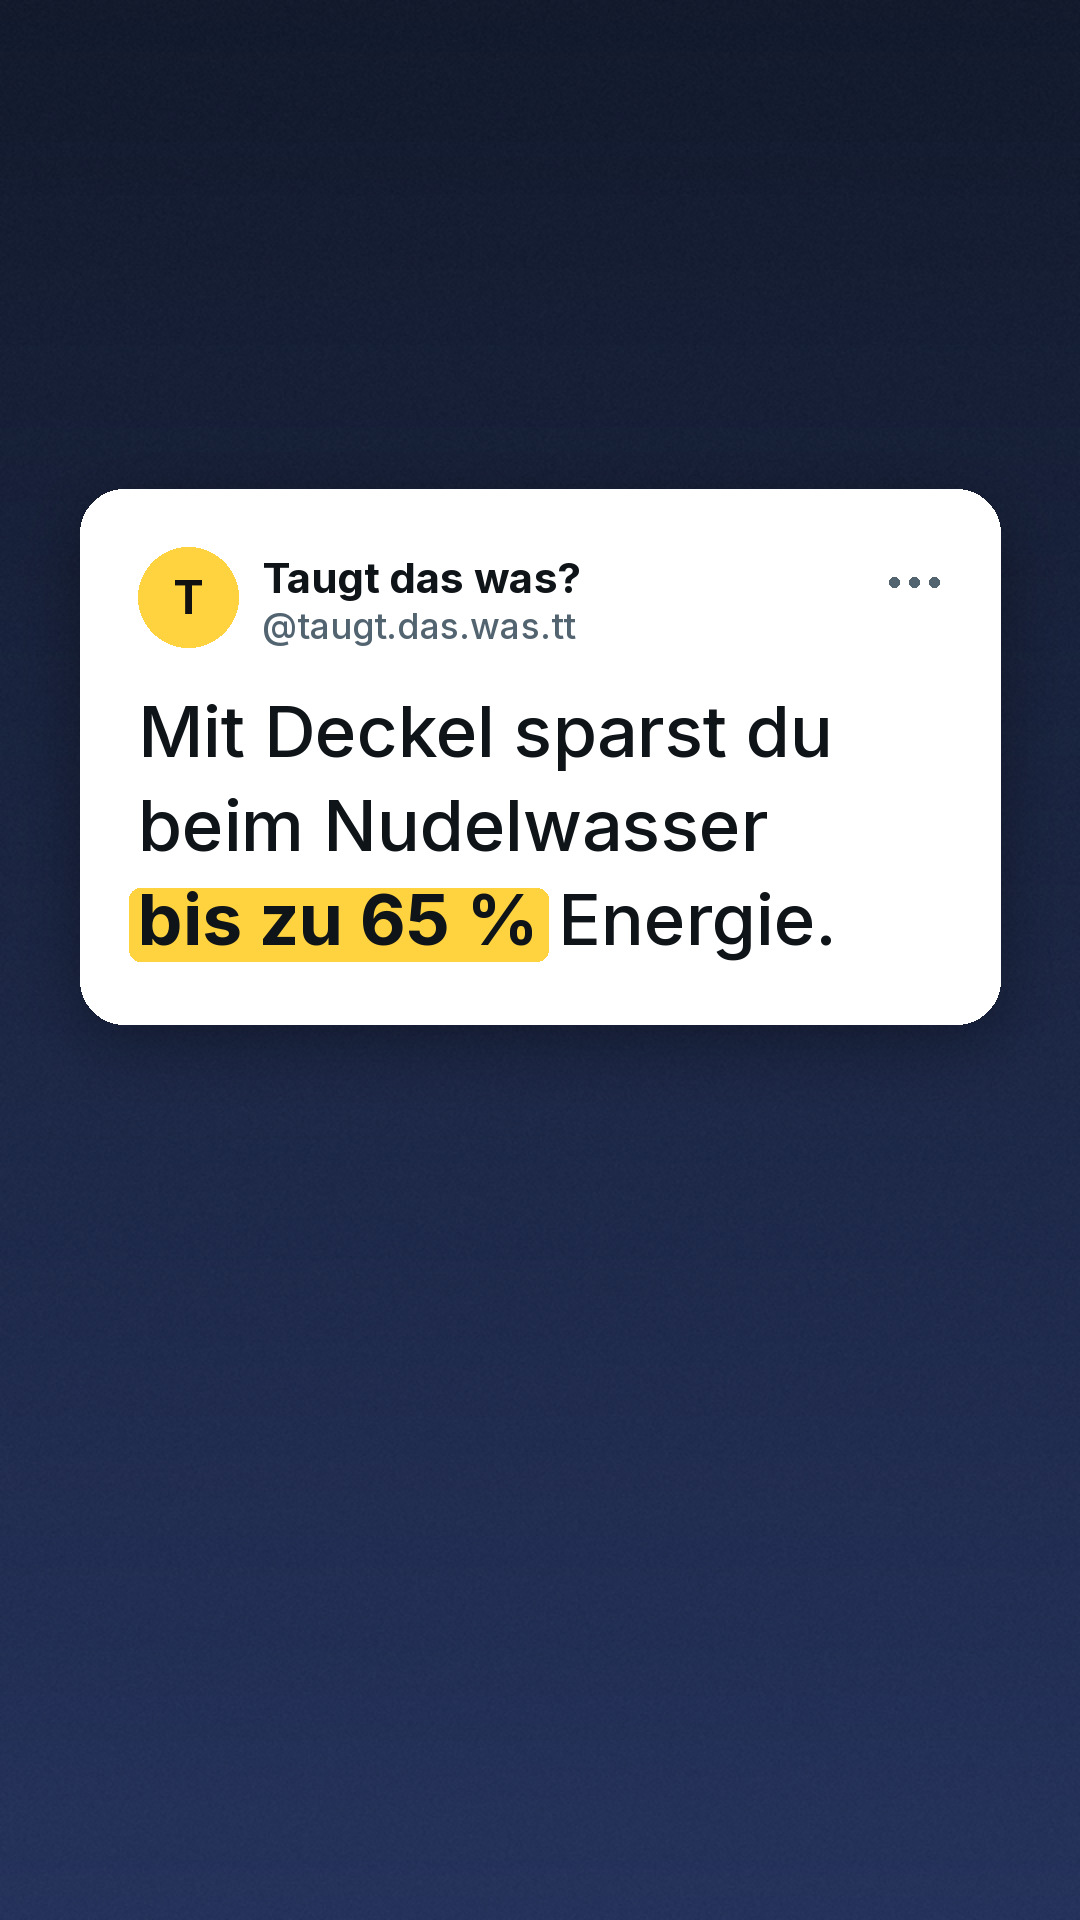 T
Taugt das was?
@taugt.das.was.tt
Mit Deckel sparst du
beim Nudelwasser
bis zu 65 % Energie.